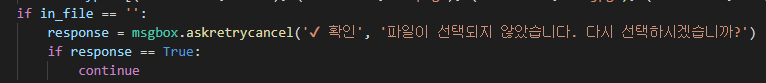 if in_file == '':
response = msgbox.askretrycancel('✓ 확인', '파일이 선택되지 않았습니다. 다시 선택하시겠습니까?')
if response == True:
continue